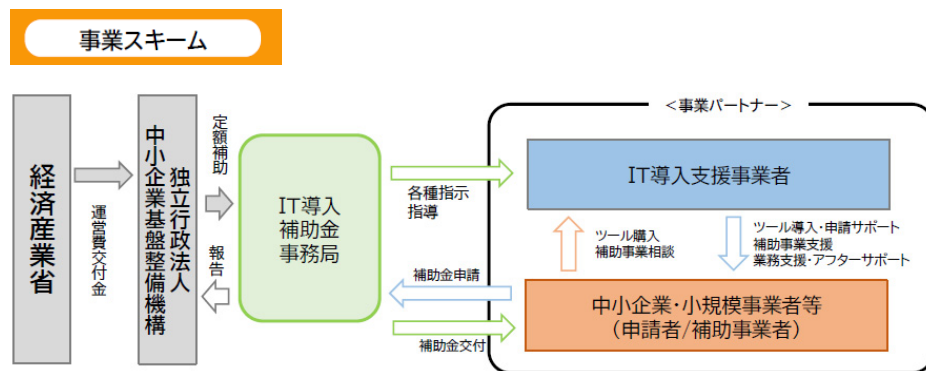 事業スキーム
経済産業省
運営費交付金
独立行政法人
中小企業基盤整備機構
定額補助
報告
IT導入
補助金
事務局
各種指示
指導
補助金申請
補助金交付
＜事業パートナー＞
IT導入支援事業者
ツール購入
補助事業相談
ツール導入・申請サポート
補助事業支援
業務支援・アフターサポート
中小企業・小規模事業者等
（申請者/補助事業者）